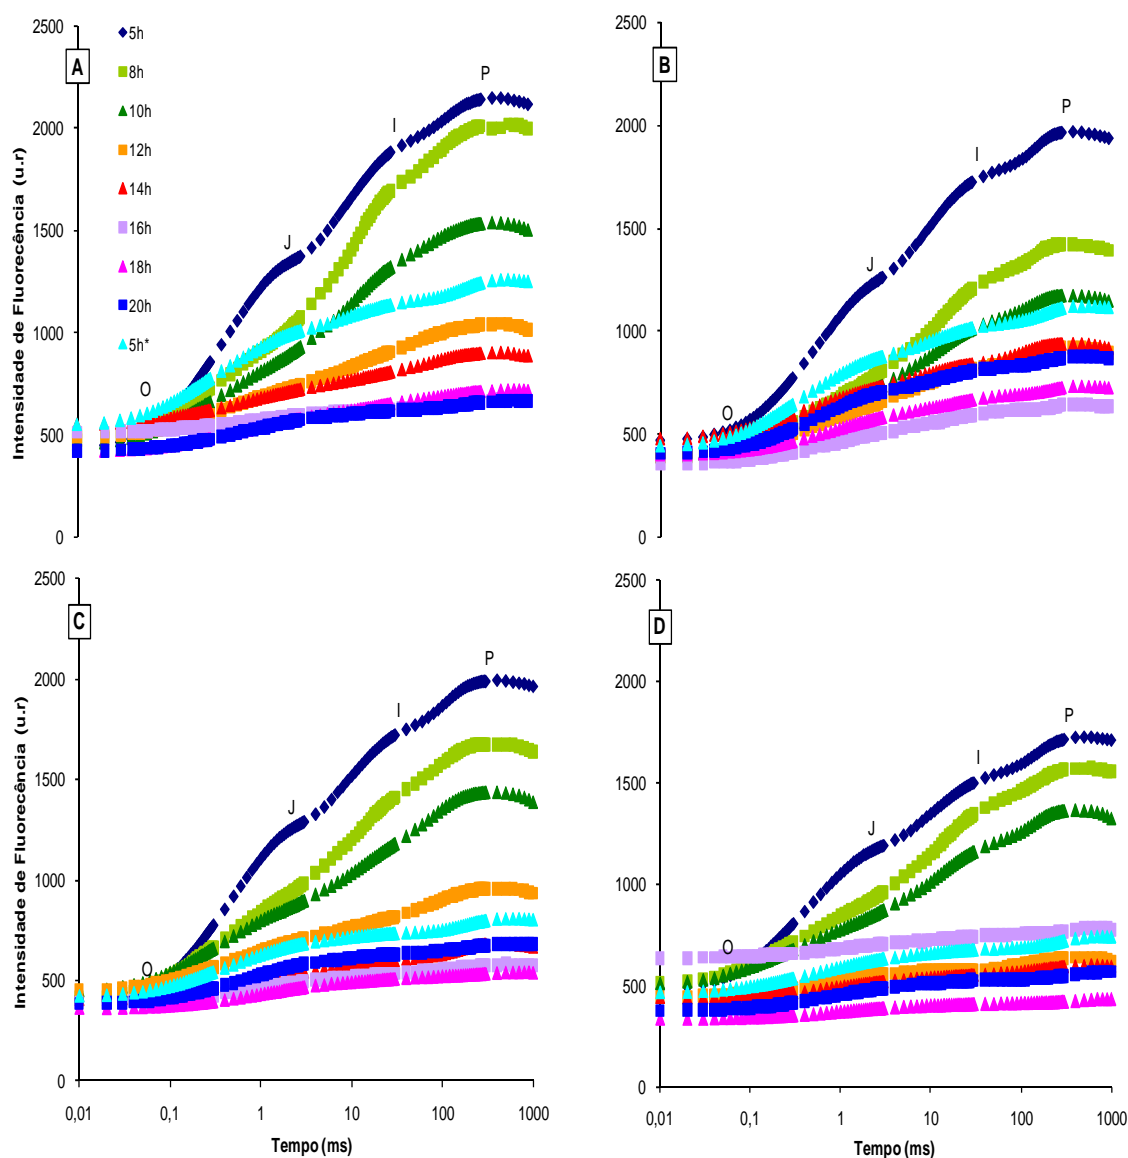 Intensidade de Fluorecência (u.r)
2500
2000
1500
1000
500
0
A
5h
8h
10h
12h
14h
16h
18h
20h
5h*
O
J
I
P
2500
2000
1500
1000
500
0
B
O
J
I
P
Intensidade de Fluorecência (u.r)
2500
2000
1500
1000
500
0
C
O
J
I
P
0,01 0,1 1 10 100 1000
Tempo (ms)
2500
2000
1500
1000
500
0
D
O
J
I
P
0,01 0,1 1 10 100 1000
Tempo (ms)